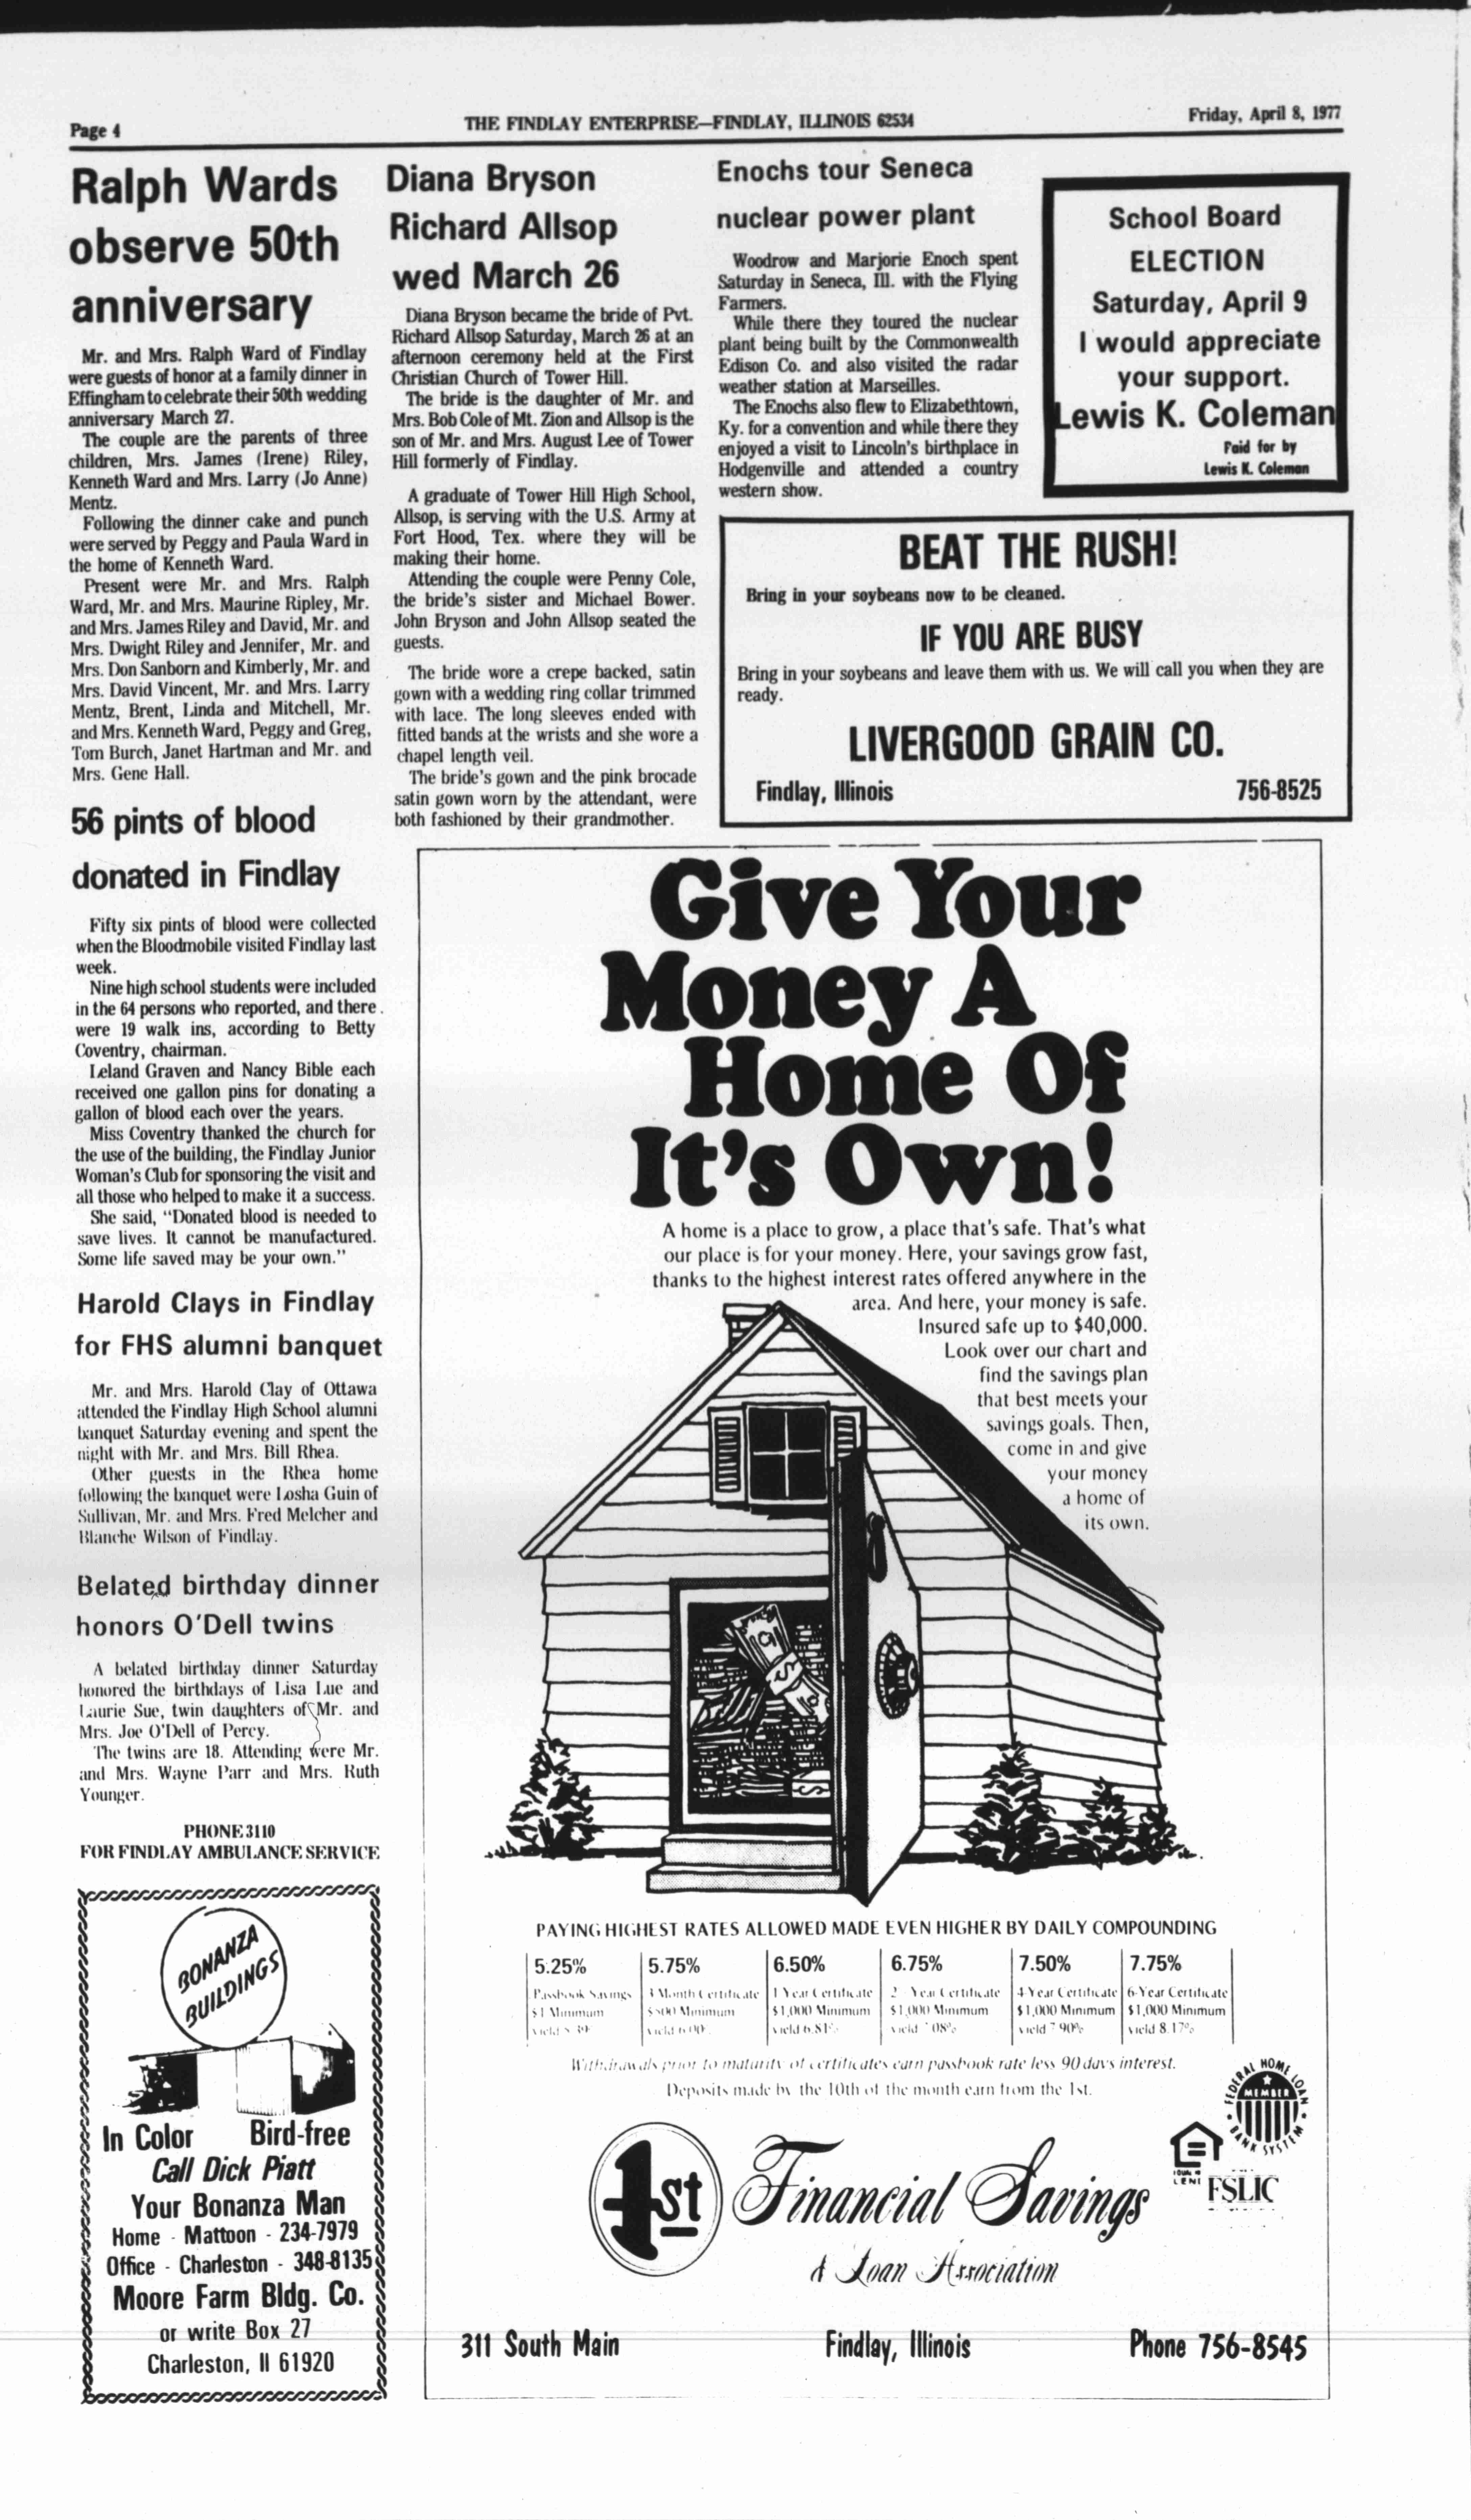 Page 4
THE FINDLAY ENTERPRISE—FINDLAY, ILLINOIS 62534
Friday, April 8, 1977
Ralph Wards
observe 50th
anniversary
Mr. and Mrs. Ralph Ward of Findlay
were guests of honor at a family dinner in
Effingham to celebrate their 50th wedding
anniversary March 27.
The couple are the parents of three
children, Mrs. James (Irene) Riley,
Kenneth Ward and Mrs. Larry (Jo Anne)
Mentz.
Following the dinner cake and punch
were served by Peggy and Paula Ward in
the home of Kenneth Ward.
Present were Mr. and Mrs. Ralph
Ward, Mr. and Mrs. Maurine Ripley, Mr.
and Mrs. James Riley and David, Mr. and
Mrs. Dwight Riley and Jennifer, Mr. and
Mrs. Don Sanborn and Kimberly, Mr. and
Mrs. David Vincent, Mr. and Mrs. Larry
Mentz, Brent, Linda and Mitchell, Mr.
and Mrs. Kenneth Ward, Peggy and Greg,
Tom Burch, Janet Hartman and Mr. and
Mrs. Gene Hall.
56 pints of blood
donated in Findlay
Fifty six pints of blood were collected
when the Bloodmobile visited Findlay last
week.
Nine high school students were included
in the 64 persons who reported, and there
were 19 walk ins, according to Betty
Coventry, chairman.
Leland Graven and Nancy Bible each
received one gallon pins for donating a
gallon of blood each over the years.
Miss Coventry thanked the church for
the use of the building, the Findlay Junior
Woman's Club for sponsoring the visit and
all those who helped to make it a success.
She said, "Donated blood is needed to
save lives. It cannot be manufactured.
Some life saved may be your own."
Harold Clays in Findlay
for FHS alumni banquet
Mr. and Mrs. Harold Clay of Ottawa
attended the Findlay High School alumni
banquet Saturday evening and spent the
night with Mr. and Mrs. Bill Rhea.
Other guests in the Rhea home
following the banquet were Losha Guin of
Sullivan, Mr. and Mrs. Fred Melcher and
Blanche Wilson of Findlay.
Belated birthday dinner
honors O'Dell twins
A belated birthday dinner Saturday
honored the birthdays of Lisa Lue and
Laurie Sue, twin daughters of Mr. and
Mrs. Joe O'Dell of Percy.
The twins are 18. Attending were Mr.
and Mrs. Wayne Parr and Mrs. Ruth
Younger.
PHONE 3110
FOR FINDLAY AMBULANCE SERVICE
BONANZA
BUILDINGS
In Color Bird-free
Call Dick Piatt
Your Bonanza Man
Home - Mattoon - 234-7979
Office - Charleston - 348-8135
Moore Farm Bldg. Co.
or write Box 27
Charleston, Il 61920
Diana Bryson
Richard Allsop
wed March 26
Diana Bryson became the bride of Pvt.
Richard Allsop Saturday, March 26 at an
afternoon ceremony held at the First
Christian Church of Tower Hill.
The bride is the daughter of Mr. and
Mrs. Bob Cole of Mt. Zion and Allsop is the
son of Mr. and Mrs. August Lee of Tower
Hill formerly of Findlay.
A graduate of Tower Hill High School,
Allsop, is serving with the U.S. Army at
Fort Hood, Tex. where they will be
making their home.
Attending the couple were Penny Cole,
the bride's sister and Michael Bower.
John Bryson and John Allsop seated the
guests.
The bride wore a crepe backed, satin
gown with a wedding ring collar trimmed
with lace. The long sleeves ended with
fitted bands at the wrists and she wore a
chapel length veil.
The bride's gown and the pink brocade
satin gown worn by the attendant, were
both fashioned by their grandmother.
Enochs tour Seneca
nuclear power plant
Woodrow and Marjorie Enoch spent
Saturday in Seneca, Ill. with the Flying
Farmers.
While there they toured the nuclear
plant being built by the Commonwealth
Edison Co. and also visited the radar
weather station at Marseilles.
The Enochs also flew to Elizabethtown,
Ky. for a convention and while there they
enjoyed a visit to Lincoln's birthplace in
Hodgenville and attended a country
western show.
School Board
ELECTION
Saturday, April 9
I would appreciate
your support.
Lewis K. Coleman
Paid for by
Lewis K. Coleman
BEAT THE RUSH!
Bring in your soybeans now to be cleaned.
IF YOU ARE BUSY
Bring in your soybeans and leave them with us. We will call you when they are
ready.
LIVERGOOD GRAIN CO.
Findlay, Illinois 756-8525
Give Your
Money A
Home Of
It's Own!
A home is a place to grow, a place that's safe. That's what
our place is for your money. Here, your savings grow fast,
thanks to the highest interest rates offered anywhere in the
area. And here, your money is safe.
Insured safe up to $40,000.
Look over our chart and
find the savings plan
that best meets your
savings goals. Then,
come in and give
your money
a home of
its own.
PAYING HIGHEST RATES ALLOWED MADE EVEN HIGHER BY DAILY COMPOUNDING
5.25% 5.75% 6.50% 6.75% 7.50% 7.75%
Passbook Savings 3 Month Certificate 1 Year Certificate Year Certificate 4-Year Certificate 6-Year Certificate
$1 Minimum $500 Minimum $1,000 Minimum $1,000 Minimum $1,000 Minimum $1,000 Minimum
yield yield yield 6.81% yield yield 7.90% yield 8.17%
Withdrawals prior to maturity of certificates earn passbook rate less 90 days interest.
Deposits made by the 10th of the month earn from the 1st.
1st Financial Savings
& Loan Association
FEDERAL HOME LOAN BANK SYSTEM
MEMBER
FSLIC
311 South Main Findlay, Illinois Phone 756-8545